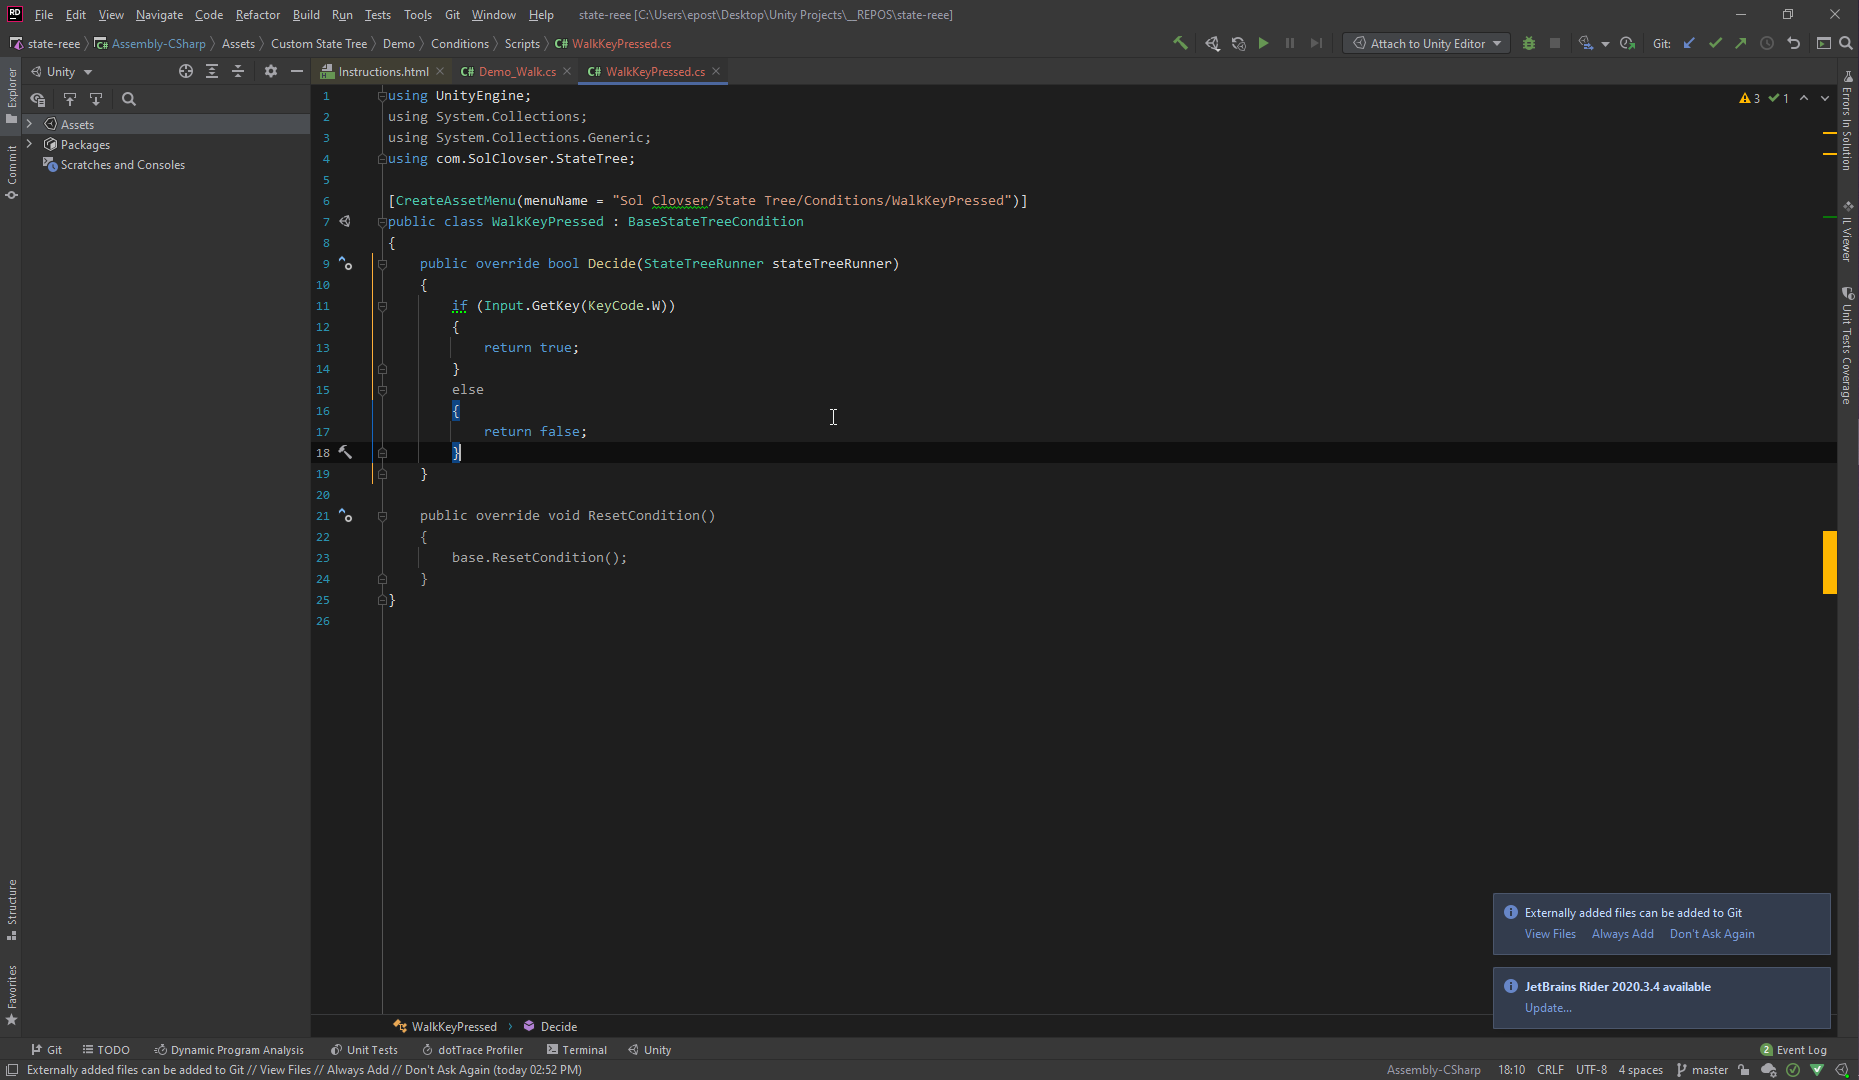 File Edit View Navigate Code Refactor Build Run Tests Tools Git Window Help state-reee [C:\Users\epost\Desktop\Unity Projects\__REPOS\state-reee]
state-reee Assembly-CSharp Assets Custom State Tree Demo Conditions Scripts C# WalkKeyPressed.cs Attach to Unity Editor Git:
Unity Instructions.html C# Demo_Walk.cs C# WalkKeyPressed.cs
Explorer
Commit
Structure
Favorites
Assets
Packages
Scratches and Consoles
3 1
1 using UnityEngine;
2 using System.Collections;
3 using System.Collections.Generic;
4 using com.SolClovser.StateTree;
5
6 [CreateAssetMenu(menuName = "Sol Clovser/State Tree/Conditions/WalkKeyPressed")]
7 public class WalkKeyPressed : BaseStateTreeCondition
8 {
9 public override bool Decide(StateTreeRunner stateTreeRunner)
10 {
11 if (Input.GetKey(KeyCode.W))
12 {
13 return true;
14 }
15 else
16 {
17 return false;
18 }
19 }
20
21 public override void ResetCondition()
22 {
23 base.ResetCondition();
24 }
25 }
26
Errors In Solution
IL Viewer
Unit Tests Coverage
Externally added files can be added to Git
View Files Always Add Don't Ask Again
JetBrains Rider 2020.3.4 available
Update...
WalkKeyPressed Decide
Git TODO Dynamic Program Analysis Unit Tests dotTrace Profiler Terminal Unity 2 Event Log
Externally added files can be added to Git // View Files // Always Add // Don't Ask Again (today 02:52 PM) Assembly-CSharp 18:10 CRLF UTF-8 4 spaces master